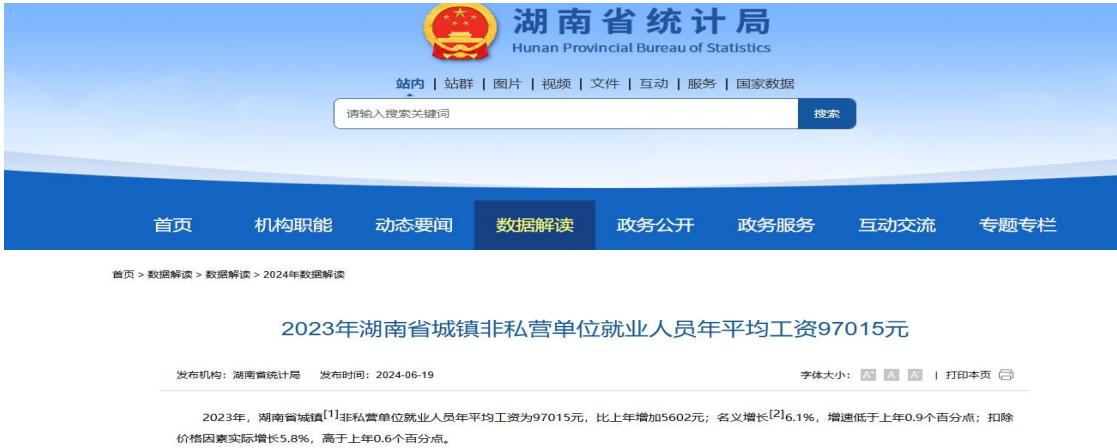 湖南省统计局
Hunan Provincial Bureau of Statistics
站内 | 站群 | 图片 | 视频 | 文件 | 互动 | 服务 | 国家数据
请输入搜索关键词 搜索
首页 机构职能 动态要闻 数据解读 政务公开 政务服务 互动交流 专题专栏
首页 > 数据解读 > 数据解读 > 2024年数据解读
2023年湖南省城镇非私营单位就业人员年平均工资97015元
发布机构：湖南省统计局 发布时间：2024-06-19 字体大小： A+ A A- | 打印本页
2023年，湖南省城镇[1]非私营单位就业人员年平均工资为97015元，比上年增加5602元；名义增长[2]6.1%，增速低于上年0.9个百分点；扣除
价格因素实际增长5.8%，高于上年0.6个百分点。